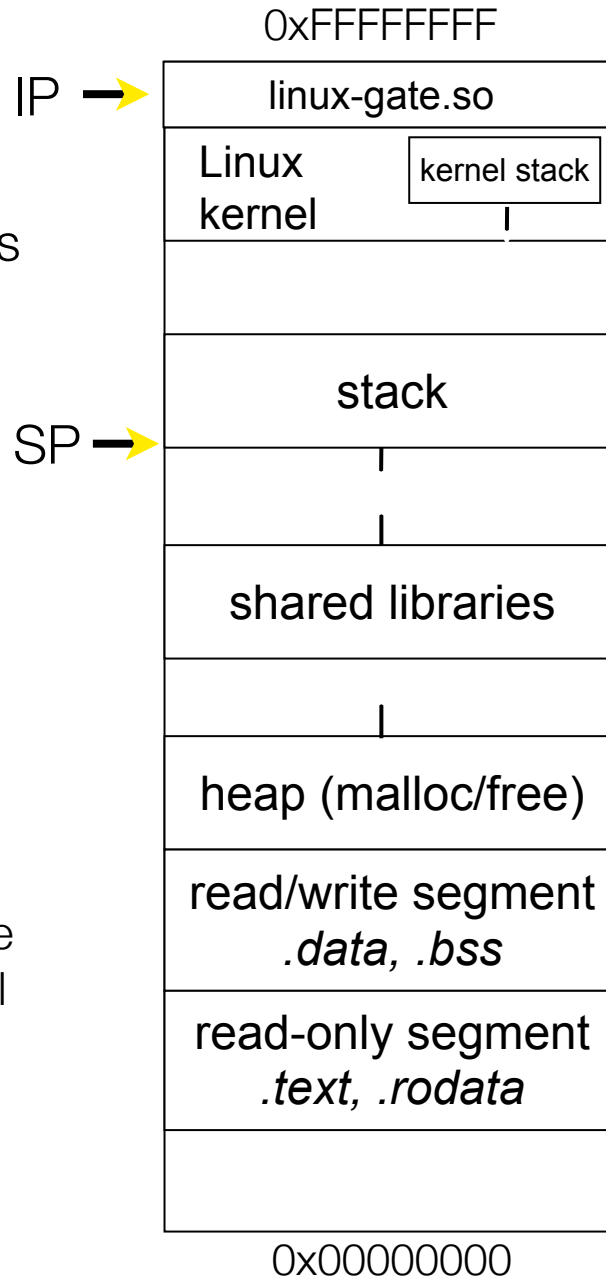 0xFFFFFFFF
IP
linux-gate.so
Linux
kernel
kernel stack
s
stack
SP
shared libraries
heap (malloc/free)
read/write segment
.data, .bss
e
l
read-only segment
.text, .rodata
0x00000000